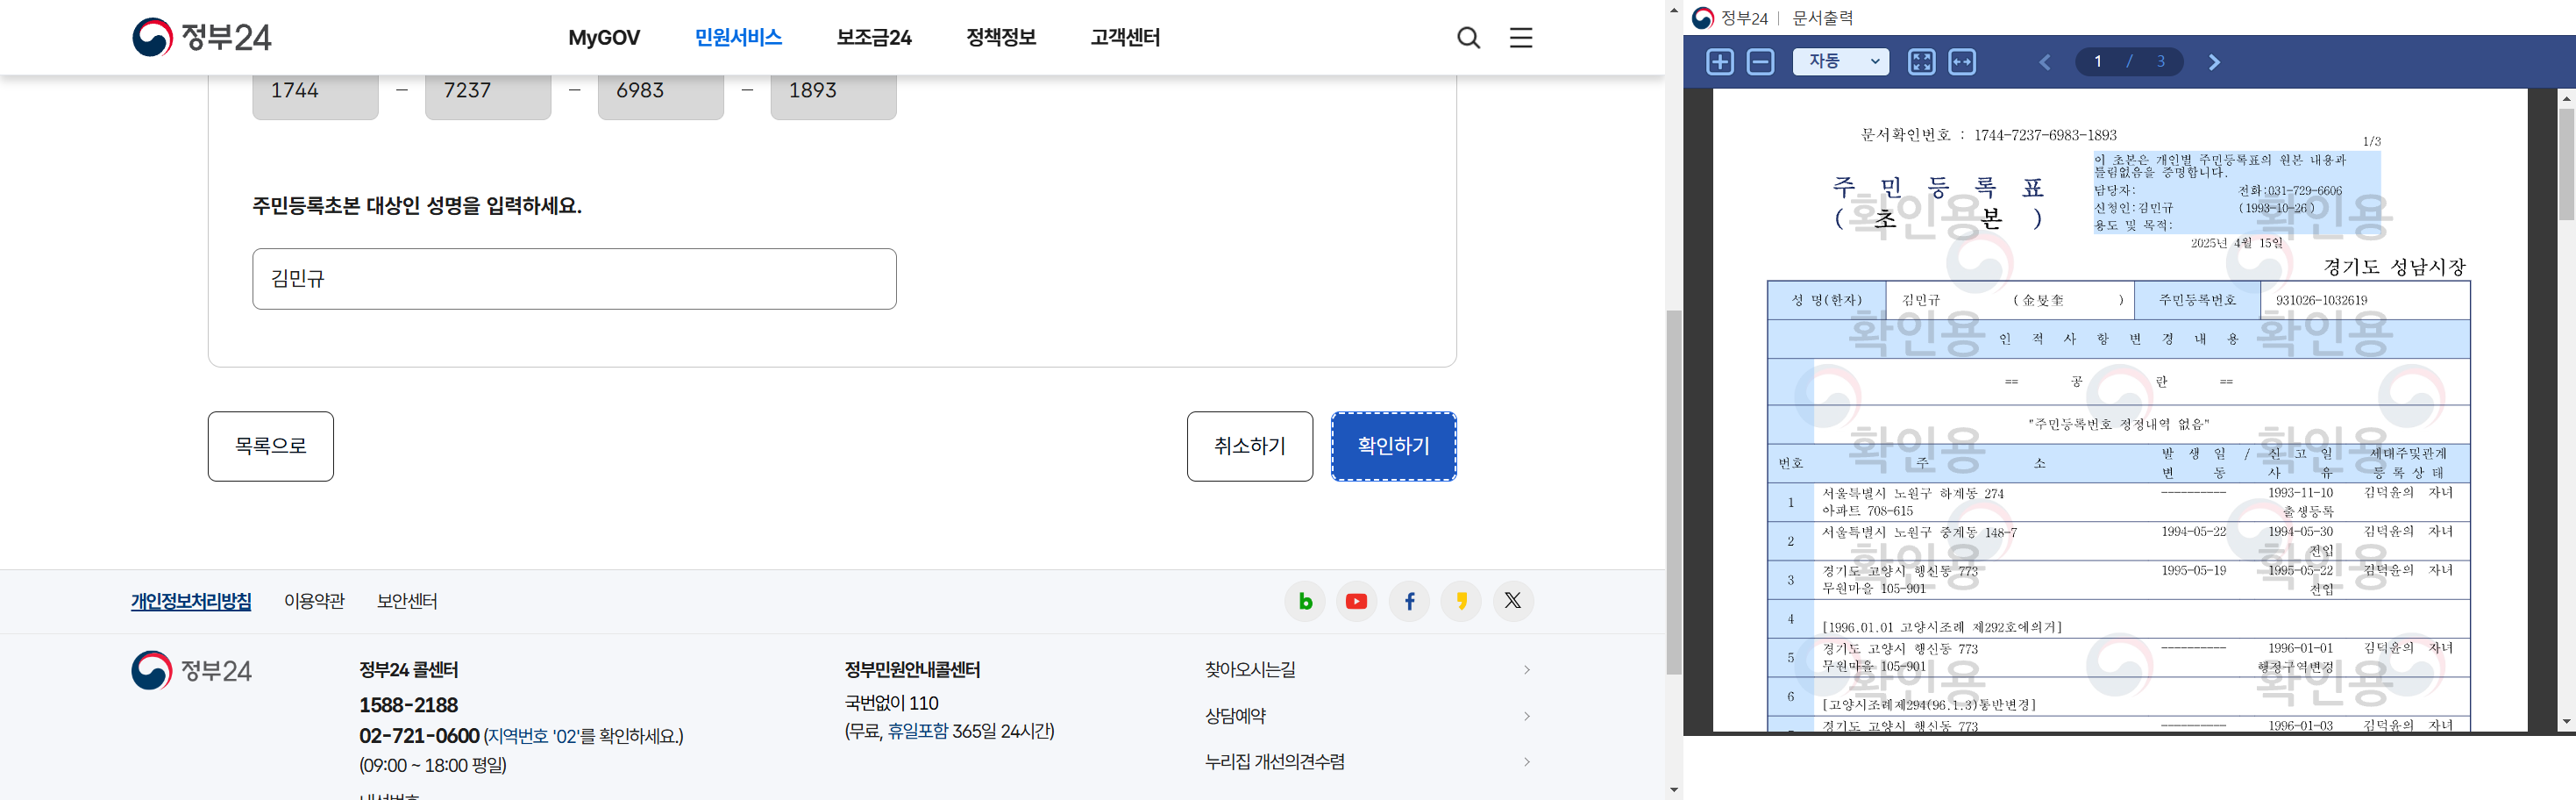 정부24
MyGOV 민원서비스 보조금24 정책정보 고객센터
1744 – 7237 – 6983 – 1893
주민등록초본 대상인 성명을 입력하세요.
김민규
목록으로
취소하기
확인하기
개인정보처리방침 이용약관 보안센터
정부24
정부24 콜센터
1588-2188
02-721-0600 (지역번호 '02'를 확인하세요.)
(09:00 ~ 18:00 평일)
정부민원안내콜센터
국번없이 110
(무료, 휴일포함 365일 24시간)
찾아오시는길
상담예약
누리집 개선의견수렴
정부24 | 문서출력
자동
1 / 3
문서확인번호 : 1744-7237-6983-1893
1/3
주 민 등 록 표
( 초 본 )
이 초본은 개인별 주민등록표의 원본 내용과
틀림없음을 증명합니다.
담당자: 전화:031-729-6606
신청인:김민규 (1993-10-26)
용도 및 목적:
2025년 4월 15일
경기도 성남시장
성 명(한자) 김민규 (金旻奎 ) 주민등록번호 931026-1032619
인 적 사 항 변 경 내 용
== 공 란 ==
"주민등록번호 정정내역 없음"
번호 주 소 발 생 일 / 신 고 일 세대주및관계
변 동 사 유 등 록 상 태
1 서울특별시 노원구 하계동 274 ---------- 1993-11-10 김덕윤의 자녀
아파트 708-615 출생등록
2 서울특별시 노원구 중계동 148-7 1994-05-22 1994-05-30 김덕윤의 자녀
전입
3 경기도 고양시 행신동 773 1995-05-19 1995-05-22 김덕윤의 자녀
무원마을 105-901 전입
4 [1996.01.01 고양시조례 제292호에의거]
5 경기도 고양시 행신동 773 ---------- 1996-01-01 김덕윤의 자녀
무원마을 105-901 행정구역변경
6 [고양시조례제294(96.1.3)통반변경]
경기도 고양시 행신동 773 ---------- 1996-01-03 김덕윤의 자녀
확인용